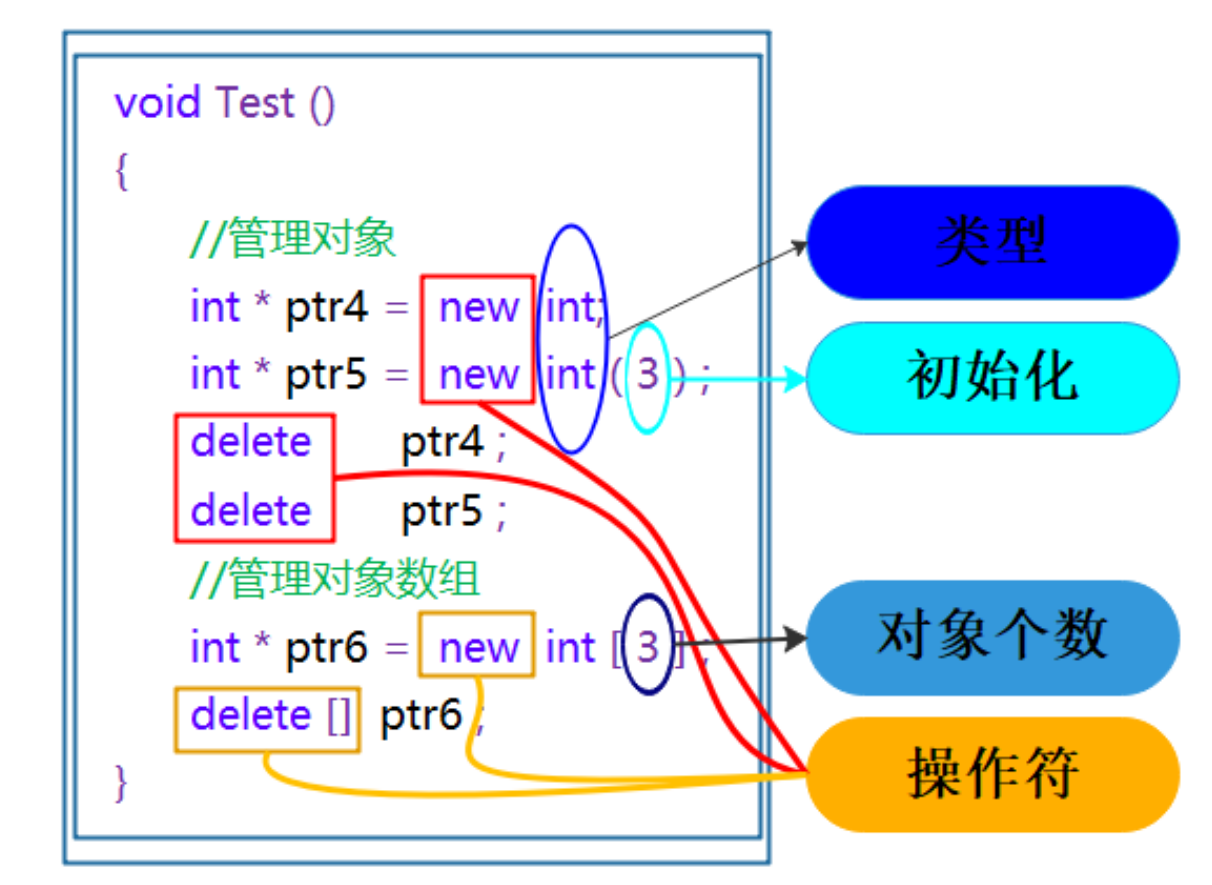 void Test ()
{
//管理对象
int * ptr4 = new int;
int * ptr5 = new int ( 3 ) ;
delete ptr4 ;
delete ptr5 ;
//管理对象数组
int * ptr6 = new int [ 3 ] ;
delete [] ptr6 ;
}
类型
初始化
对象个数
操作符